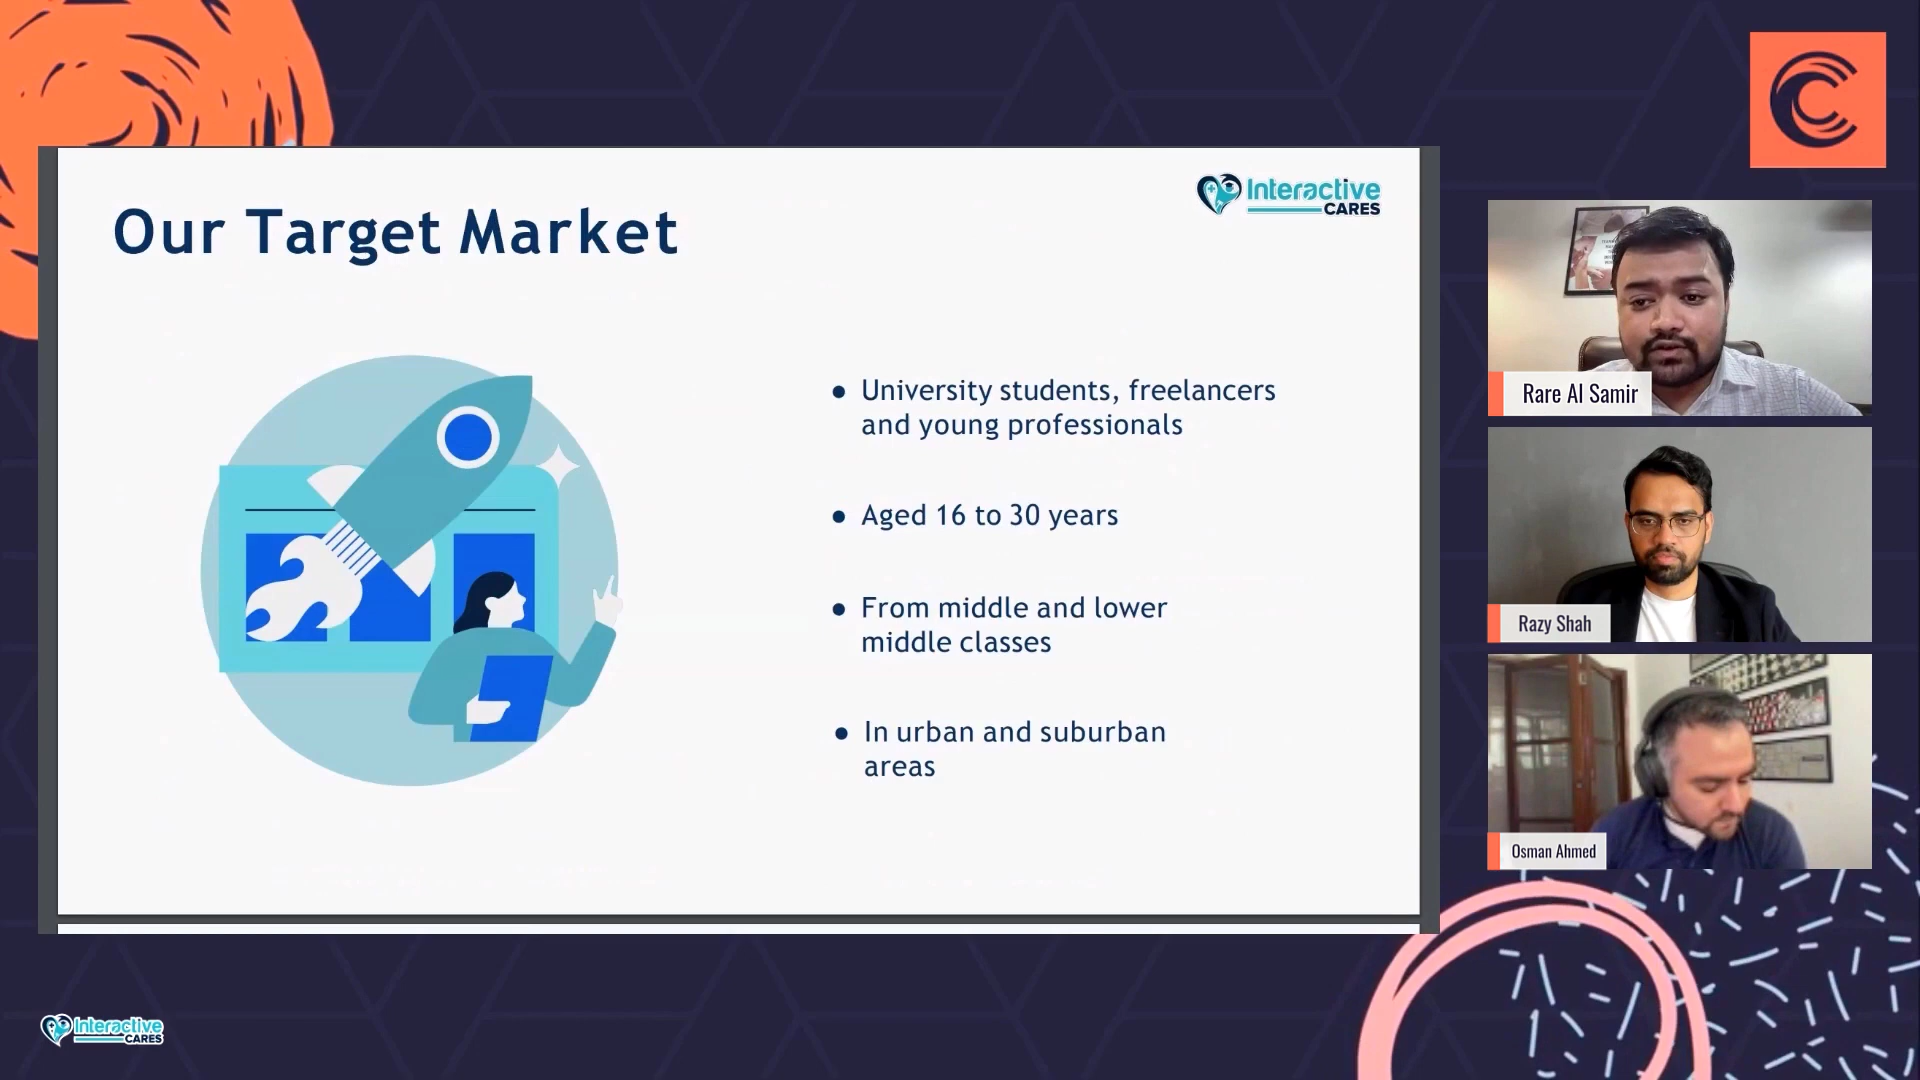 Our Target Market
Interactive
CARES
● University students, freelancers
and young professionals
● Aged 16 to 30 years
● From middle and lower
middle classes
● In urban and suburban
areas
Rare Al Samir
Razy Shah
Osman Ahmed
Interactive
CARES